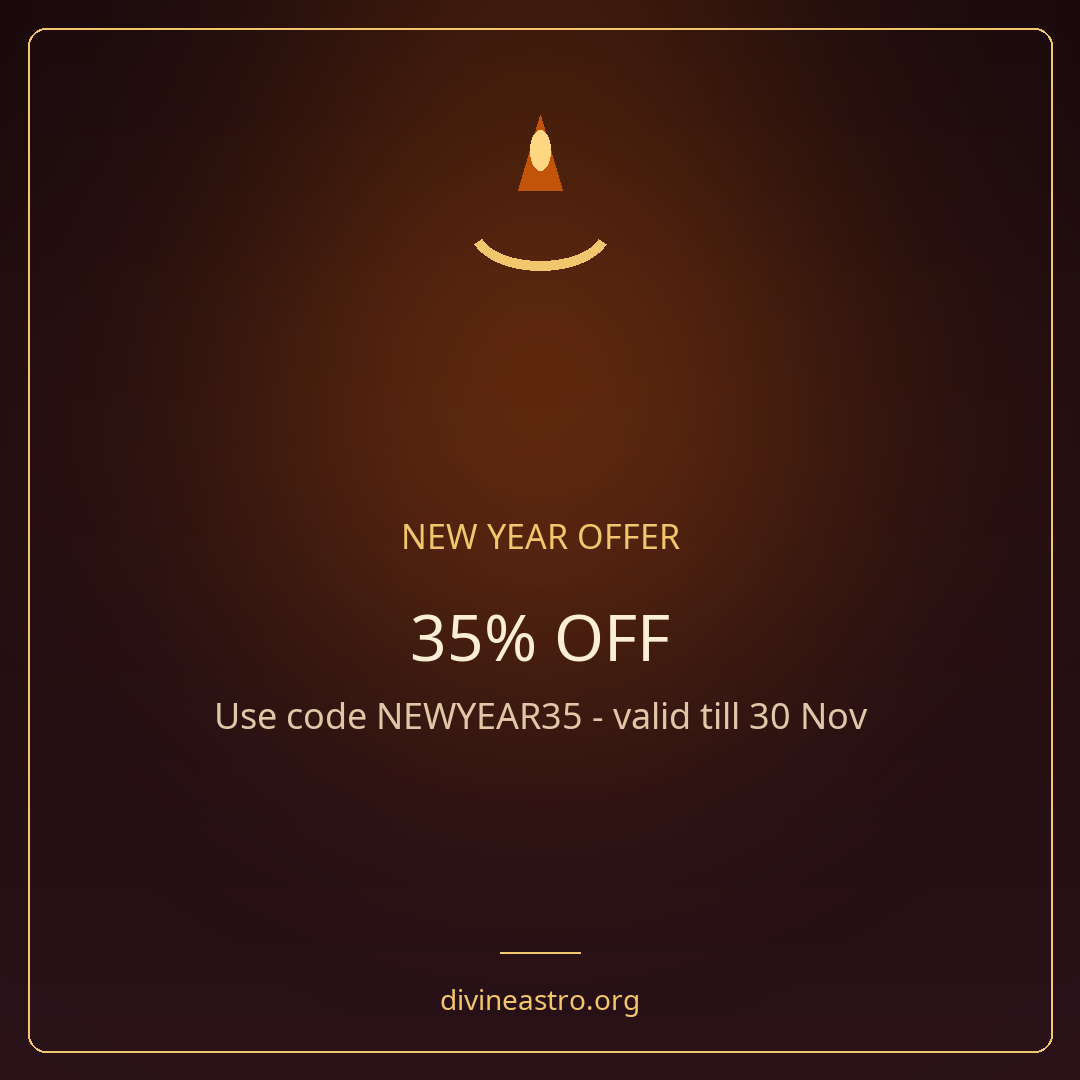 NEW YEAR OFFER
35% OFF
Use code NEWYEAR35 - valid till 30 Nov
divineastro.org